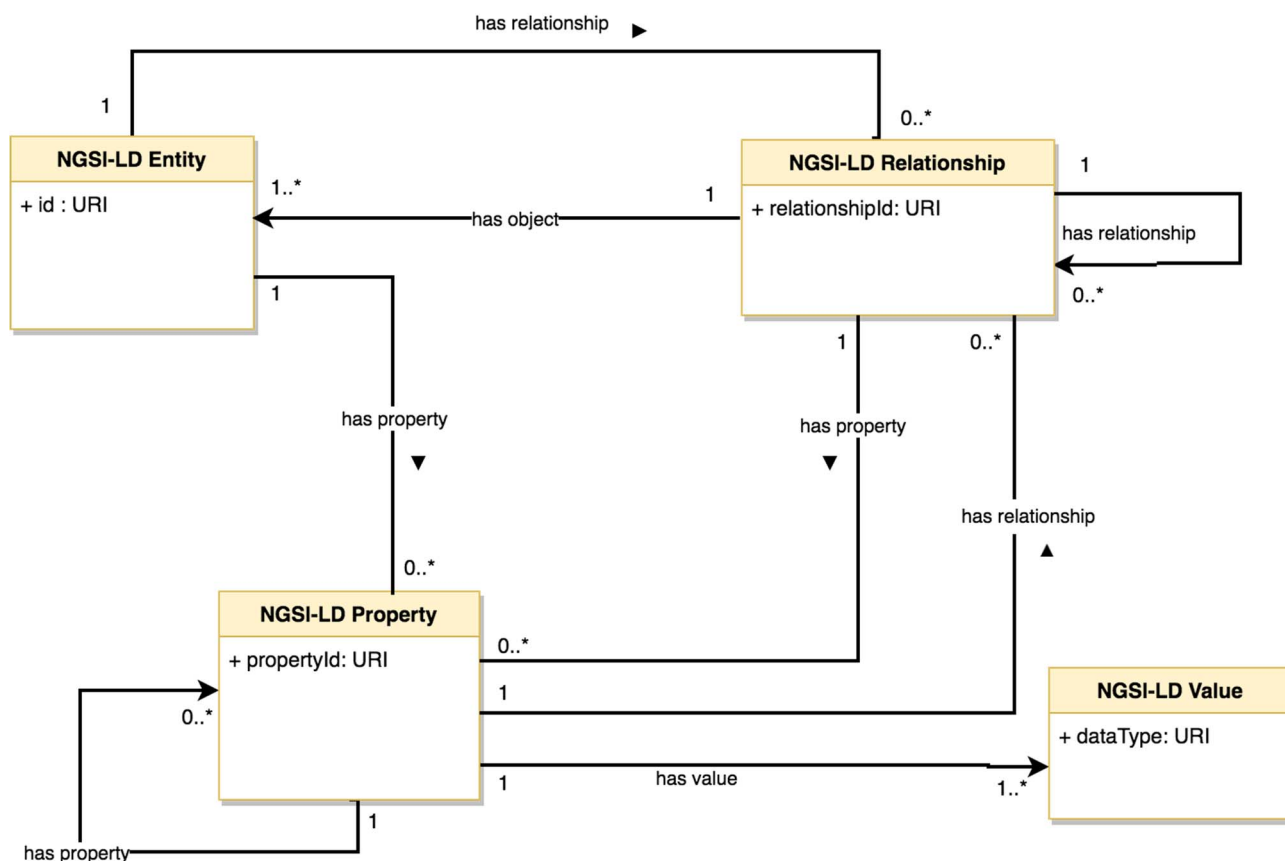 has relationship ►
1
0..*
NGSI-LD Entity
+ id : URI
NGSI-LD Relationship
+ relationshipId: URI
1
1..*
1
has object
has relationship
0..*
1
1
0..*
has property
▼
has property
▼
has relationship
▲
0..*
NGSI-LD Property
+ propertyId: URI
0..*
1
0..*
NGSI-LD Value
+ dataType: URI
has value
1
1..*
1
has property